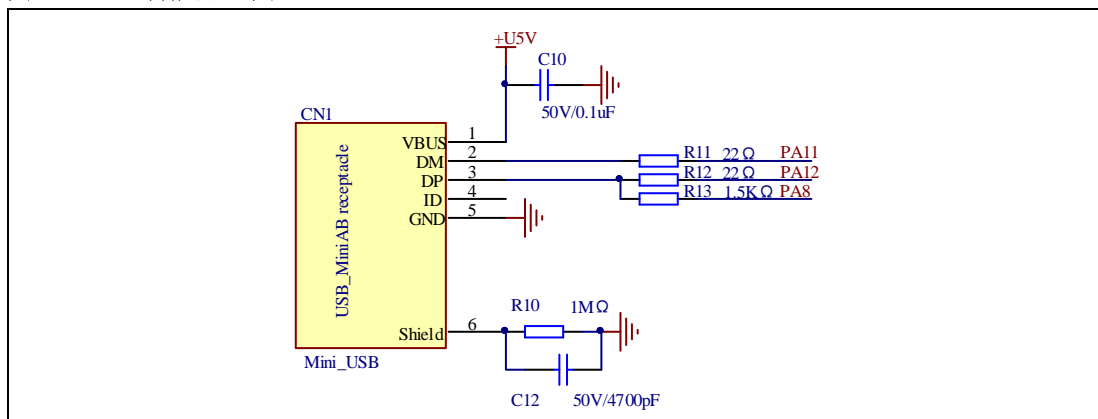 +U5V
C10
50V/0.1uF
CN1
VBUS 1
DM 2
DP 3
ID 4
GND 5
USB_MiniAB receptacle
R11 22Ω PA11
R12 22Ω PA12
R13 1.5KΩ PA8
Shield 6
R10 1MΩ
Mini_USB
C12 50V/4700pF